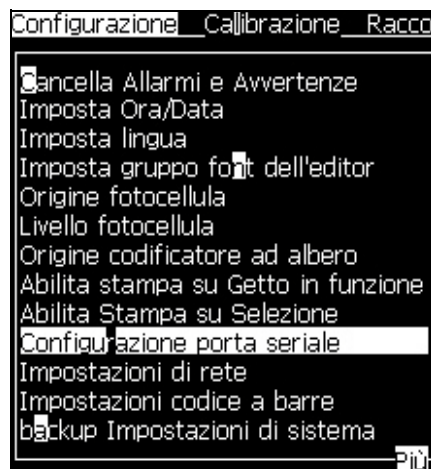 Configurazione Calibrazione Racco
Cancella Allarmi e Avvertenze
Imposta Ora/Data
Imposta lingua
Imposta gruppo font dell'editor
Origine fotocellula
Livello fotocellula
Origine codificatore ad albero
Abilita stampa su Getto in funzione
Abilita Stampa su Selezione
Configurazione porta seriale
Impostazioni di rete
Impostazioni codice a barre
backup Impostazioni di sistema
Più